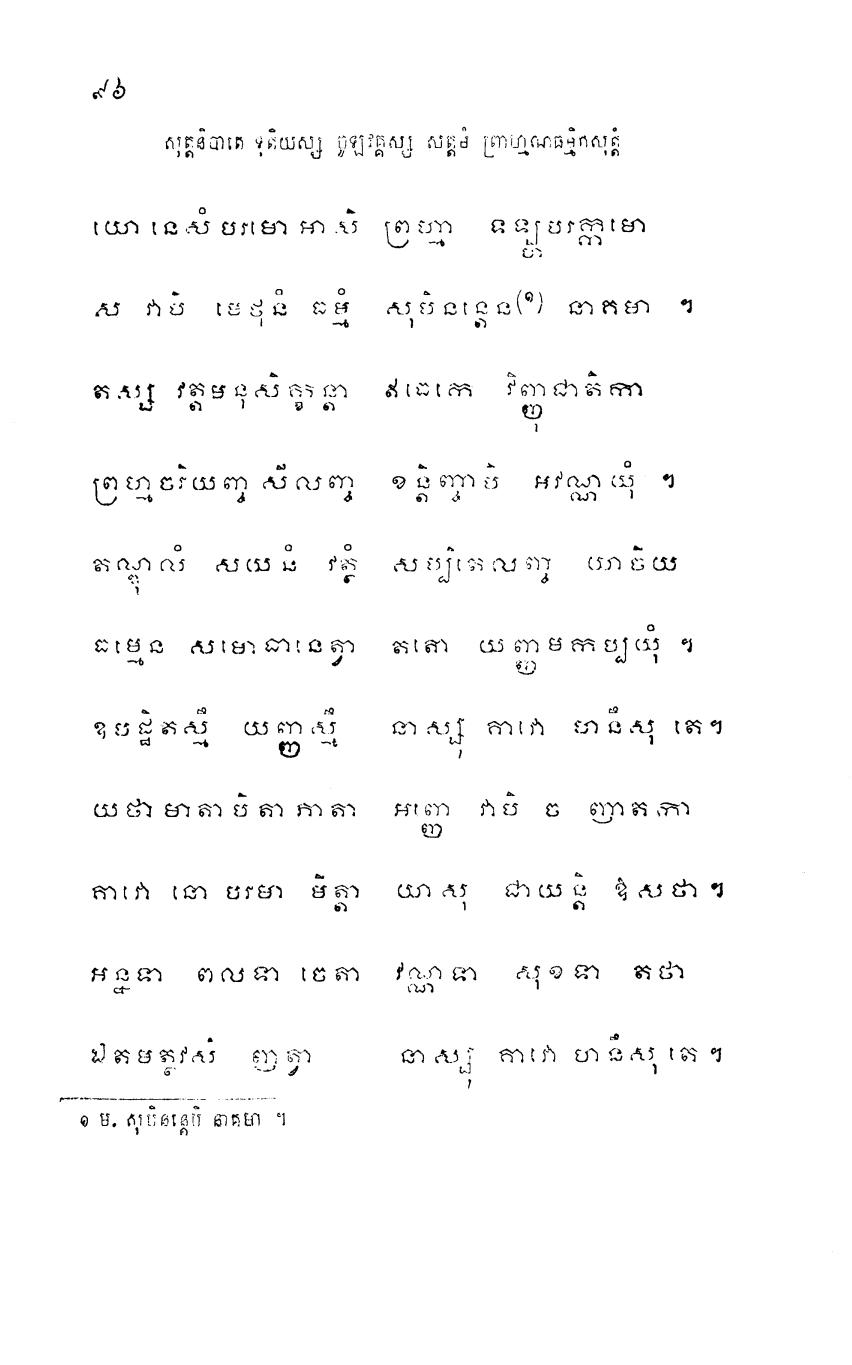 ៩៦
សុត្តនិបាតេ ទុតិយស្ស ចូឡវគ្គស្ស សត្តមំ ព្រាហ្មណធម្មិកសុត្តំ
យោ នេសំ បរមោ អាសិ ព្រហ្មា ទឡ្ហបរក្កមោ
ស វាបិ មេថុនំ ធម្មំ សុបិនន្តេន(១) នាគមា ។
តស្ស វត្តមនុសិក្ខន្តា ឥធេកេ វិញ្ញុជាតិកា
ព្រហ្មចរិយញ្ច សីលញ្ច ខន្តិញ្ចាបិ អវណ្ណយុំ ។
តណ្ឌុលំ សយនំ វត្ថំ សប្បិតេលញ្ច យាចិយ
ធម្មេន សមោធានេត្វា តតោ យញ្ញមកប្បយុំ ។
ឧបដ្ឋិតស្មឹ យញ្ញស្មឹ នាស្សុ គាវោ ហនឹសុ តេ។
យថា មាតា បិតា ភាតា អញ្ញេ វាបិ ច ញាតកា
គាវោ នោ បរមា មិត្តា យាសុ ជាយន្តិ ឱសថា ។
អន្នទា ពលទា ចេតា វណ្ណទា សុខទា តថា
ឯតមត្ថវសំ ញត្វា នាស្សុ គាវោ ហនឹសុ តេ ។
១ ម. សុបិនន្តេបិ នាគមា ។